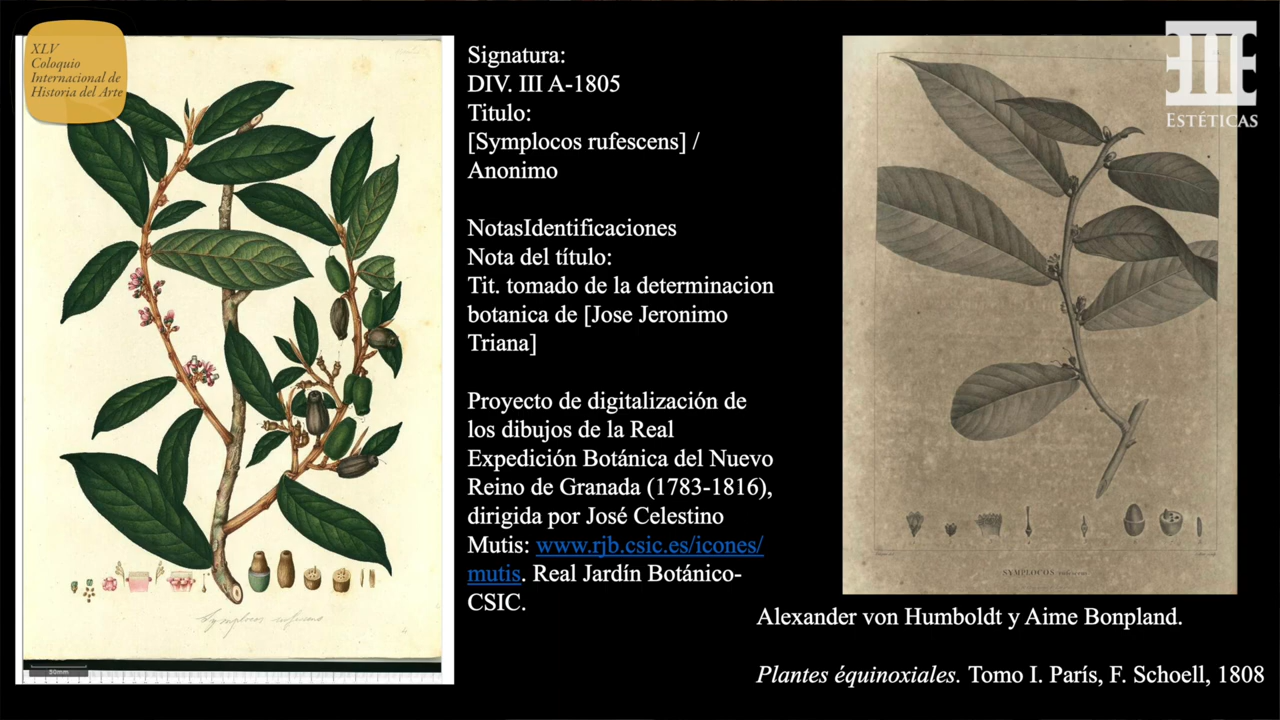 XLV
Coloquio
Internacional de
Historia del Arte
Signatura:
DIV. III A-1805
Titulo:
[Symplocos rufescens] /
Anonimo
NotasIdentificaciones
Nota del título:
Tit. tomado de la determinacion
botanica de [Jose Jeronimo
Triana]
Proyecto de digitalización de
los dibujos de la Real
Expedición Botánica del Nuevo
Reino de Granada (1783-1816),
dirigida por José Celestino
Mutis: www.rjb.csic.es/icones/
mutis. Real Jardín Botánico-
CSIC.
Symplocos rufescens
50mm
ESTÉTICAS
SYMPLOCOS rufescens
Alexander von Humboldt y Aime Bonpland.
Plantes équinoxiales. Tomo I. París, F. Schoell, 1808